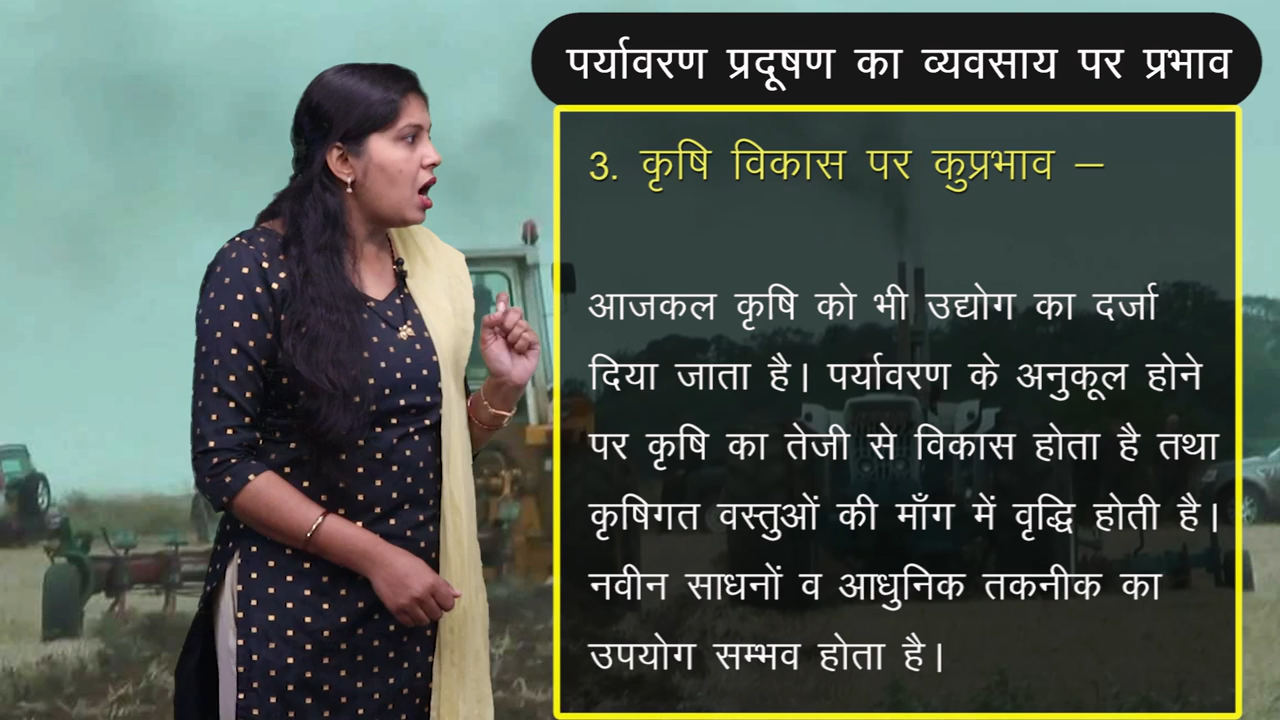 पर्यावरण प्रदूषण का व्यवसाय पर प्रभाव
3. कृषि विकास पर कुप्रभाव –
आजकल कृषि को भी उद्योग का दर्जा
दिया जाता है। पर्यावरण के अनुकूल होने
पर कृषि का तेजी से विकास होता है तथा
कृषिगत वस्तुओं की माँग में वृद्धि होती है।
नवीन साधनों व आधुनिक तकनीक का
उपयोग सम्भव होता है।